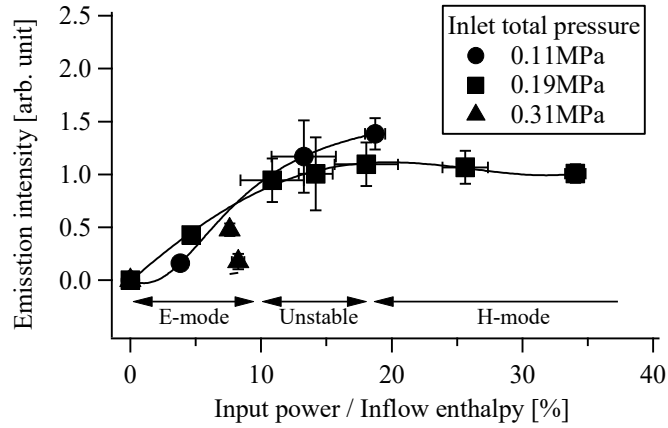 2.5
2.0
1.5
1.0
0.5
0.0
Emisstion intensity [arb. unit]
Inlet total pressure
0.11MPa
0.19MPa
0.31MPa
E-mode
Unstable
H-mode
0
10
20
30
40
Input power / Inflow enthalpy [%]